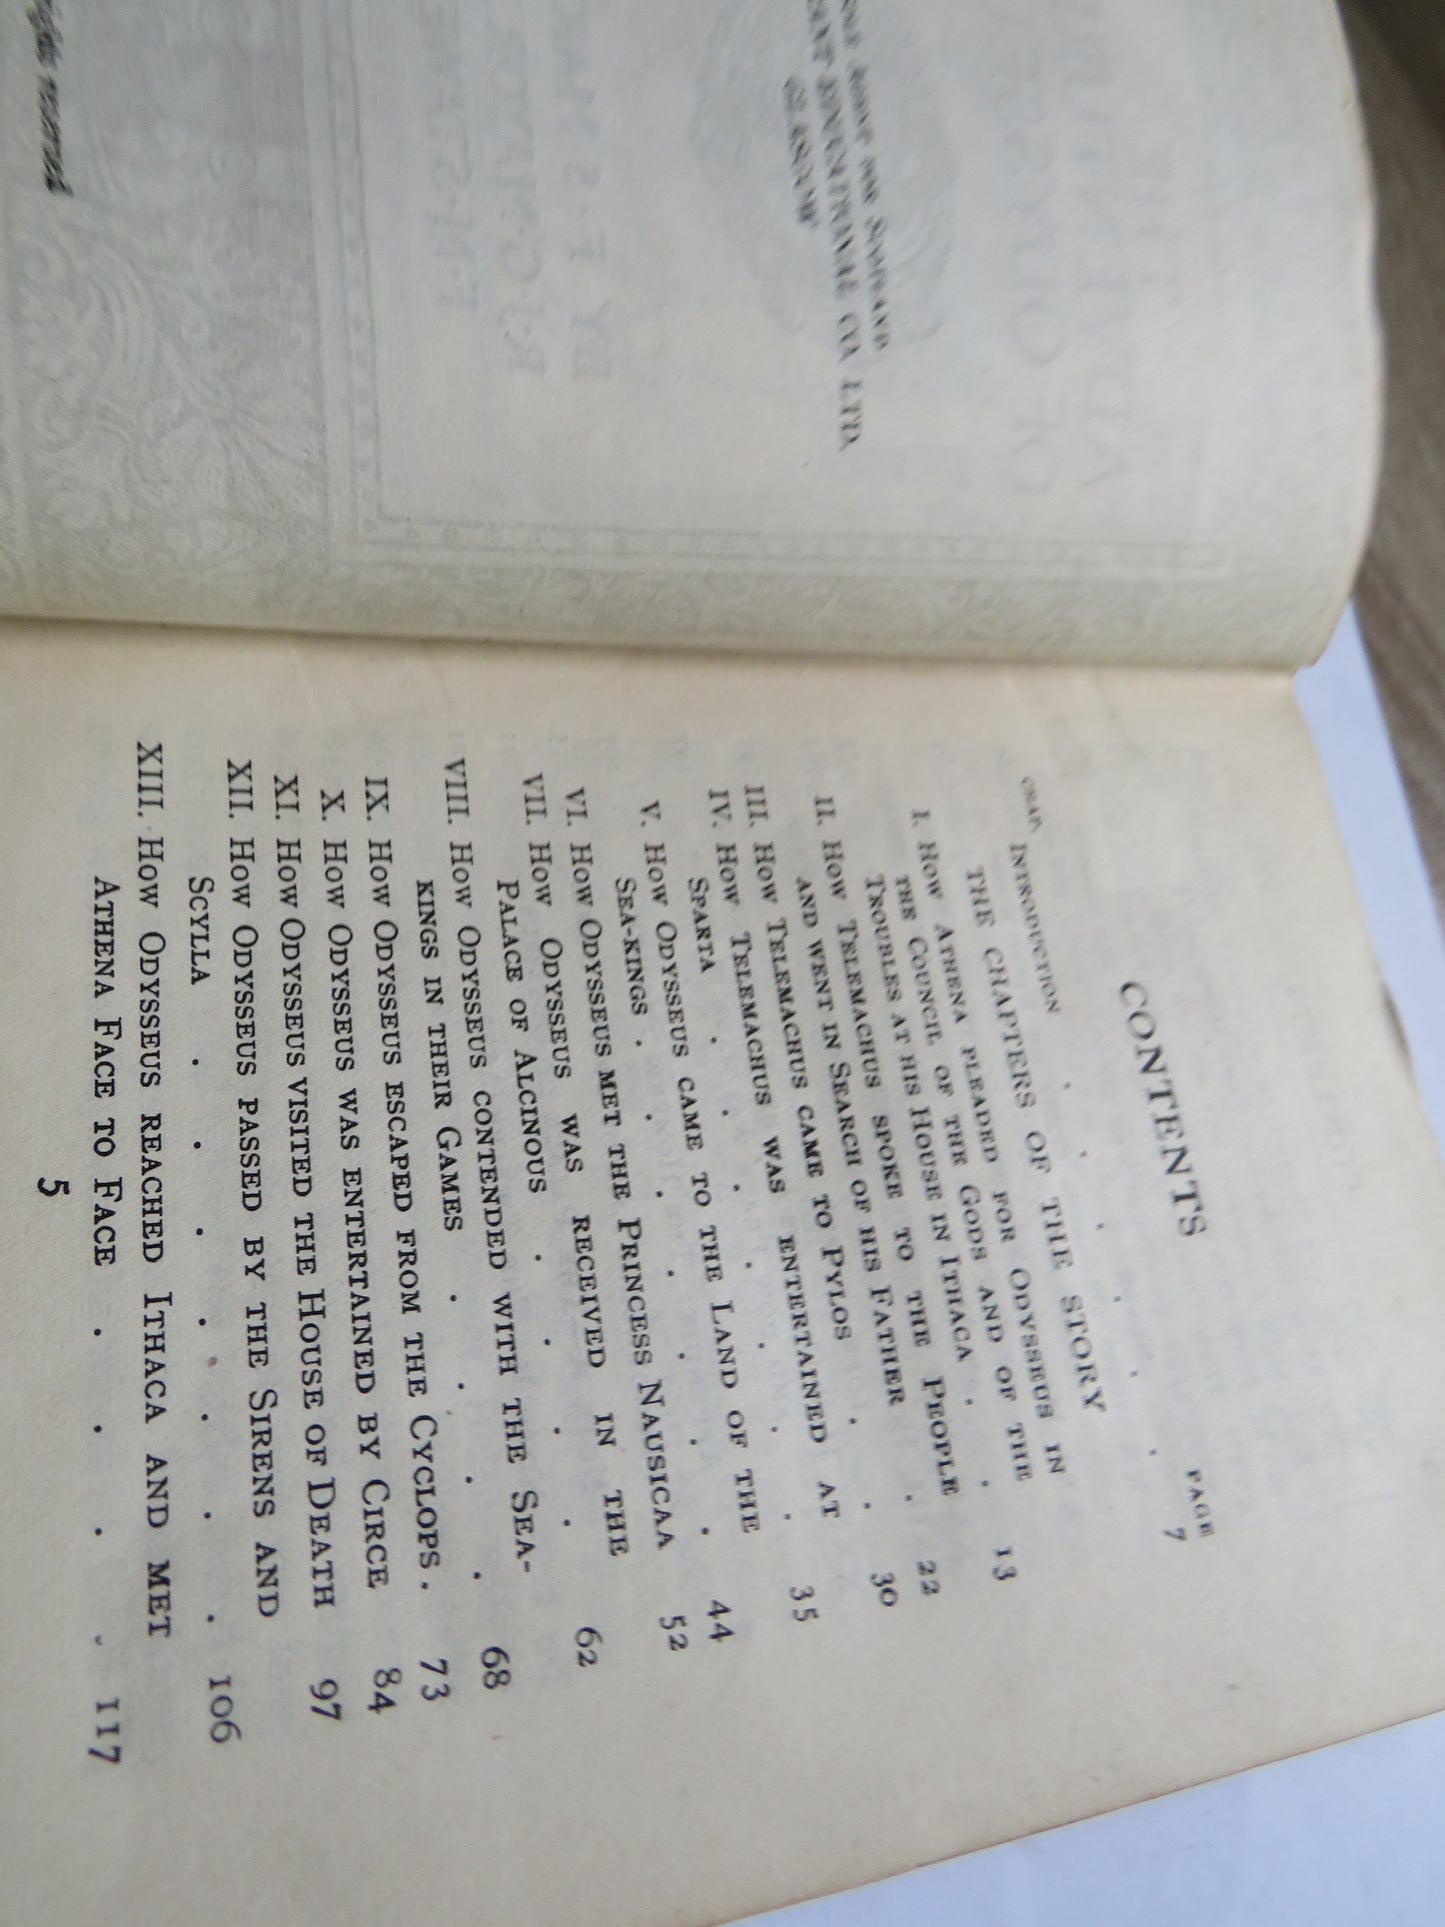 CO. LTD.
rights reserved
CONTENTS
PAGE
CHAP.
INTRODUCTION . . . . . . 7
THE CHAPTERS OF THE STORY
I. How Athena pleaded for Odysseus in
the Council of the Gods and of the
Troubles at his House in Ithaca . . 13
II. How Telemachus spoke to the People
and went in Search of his Father . 22
III. How Telemachus came to Pylos . . 30
IV. How Telemachus was entertained at
Sparta . . . . . . . 35
V. How Odysseus came to the Land of the
Sea-kings . . . . . . . 44
VI. How Odysseus met the Princess Nausicaa 52
VII. How Odysseus was received in the
Palace of Alcinous . . . . 62
VIII. How Odysseus contended with the Sea-
kings in their Games . . . . 68
IX. How Odysseus escaped from the Cyclops . 73
X. How Odysseus was entertained by Circe 84
XI. How Odysseus visited the House of Death 97
XII. How Odysseus passed by the Sirens and
Scylla . . . . . . . 106
XIII. How Odysseus reached Ithaca and met
Athena Face to Face . . . . 117
5